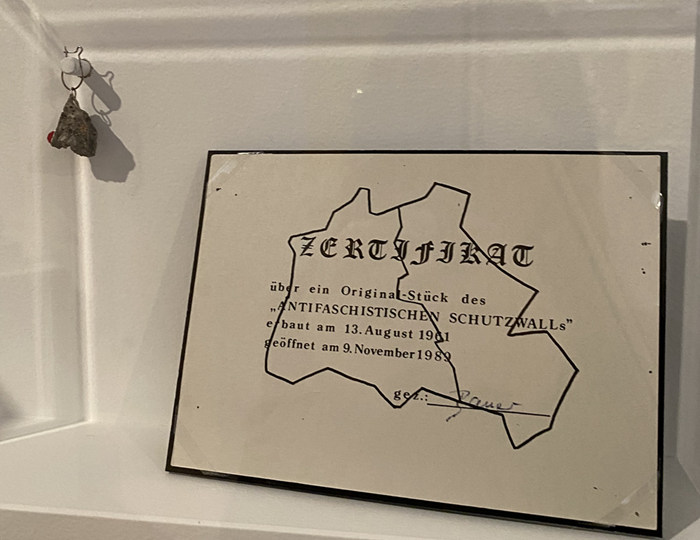 ZERTIFIKAT
über ein Original-Stück des
„ANTIFASCHISTISCHEN SCHUTZWALLs”
erbaut am 13. August 1961
geöffnet am 9. November 1989
gez.: Bauer